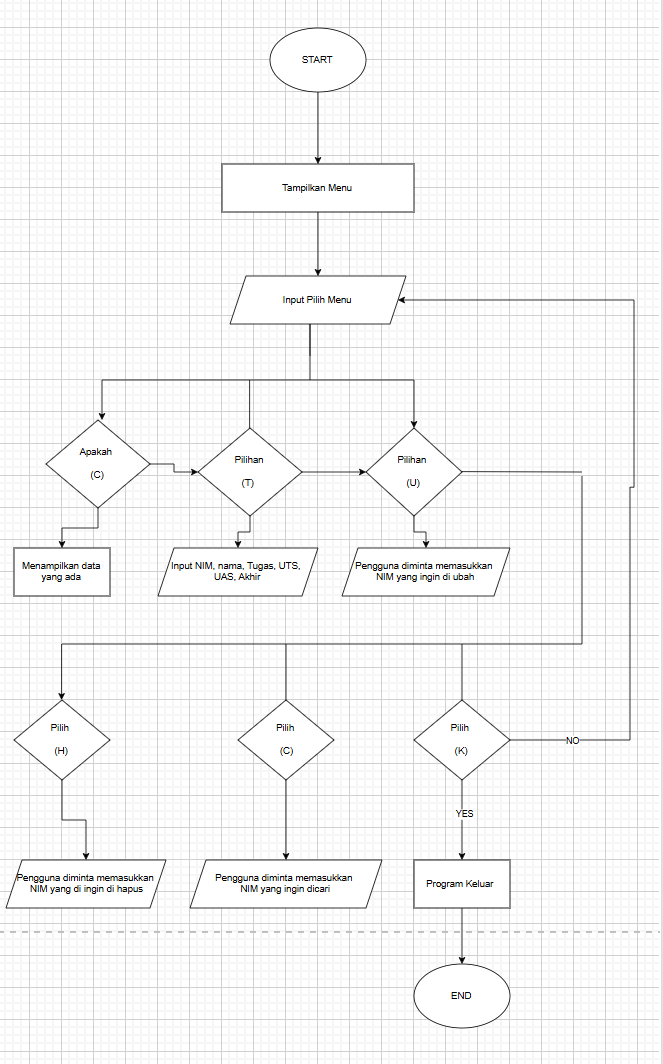 START
Tampilkan Menu
Input Pilih Menu
Apakah
(C)
Pilihan
(T)
Pilihan
(U)
Menampilkan data
yang ada
Input NIM, nama, Tugas, UTS,
UAS, Akhir
Pengguna diminta memasukkan
NIM yang ingin di ubah
Pilih
(H)
Pilih
(C)
Pilih
(K)
NO
YES
Pengguna diminta memasukkan
NIM yang di ingin di hapus
Pengguna diminta memasukkan
NIM yang ingin dicari
Program Keluar
END